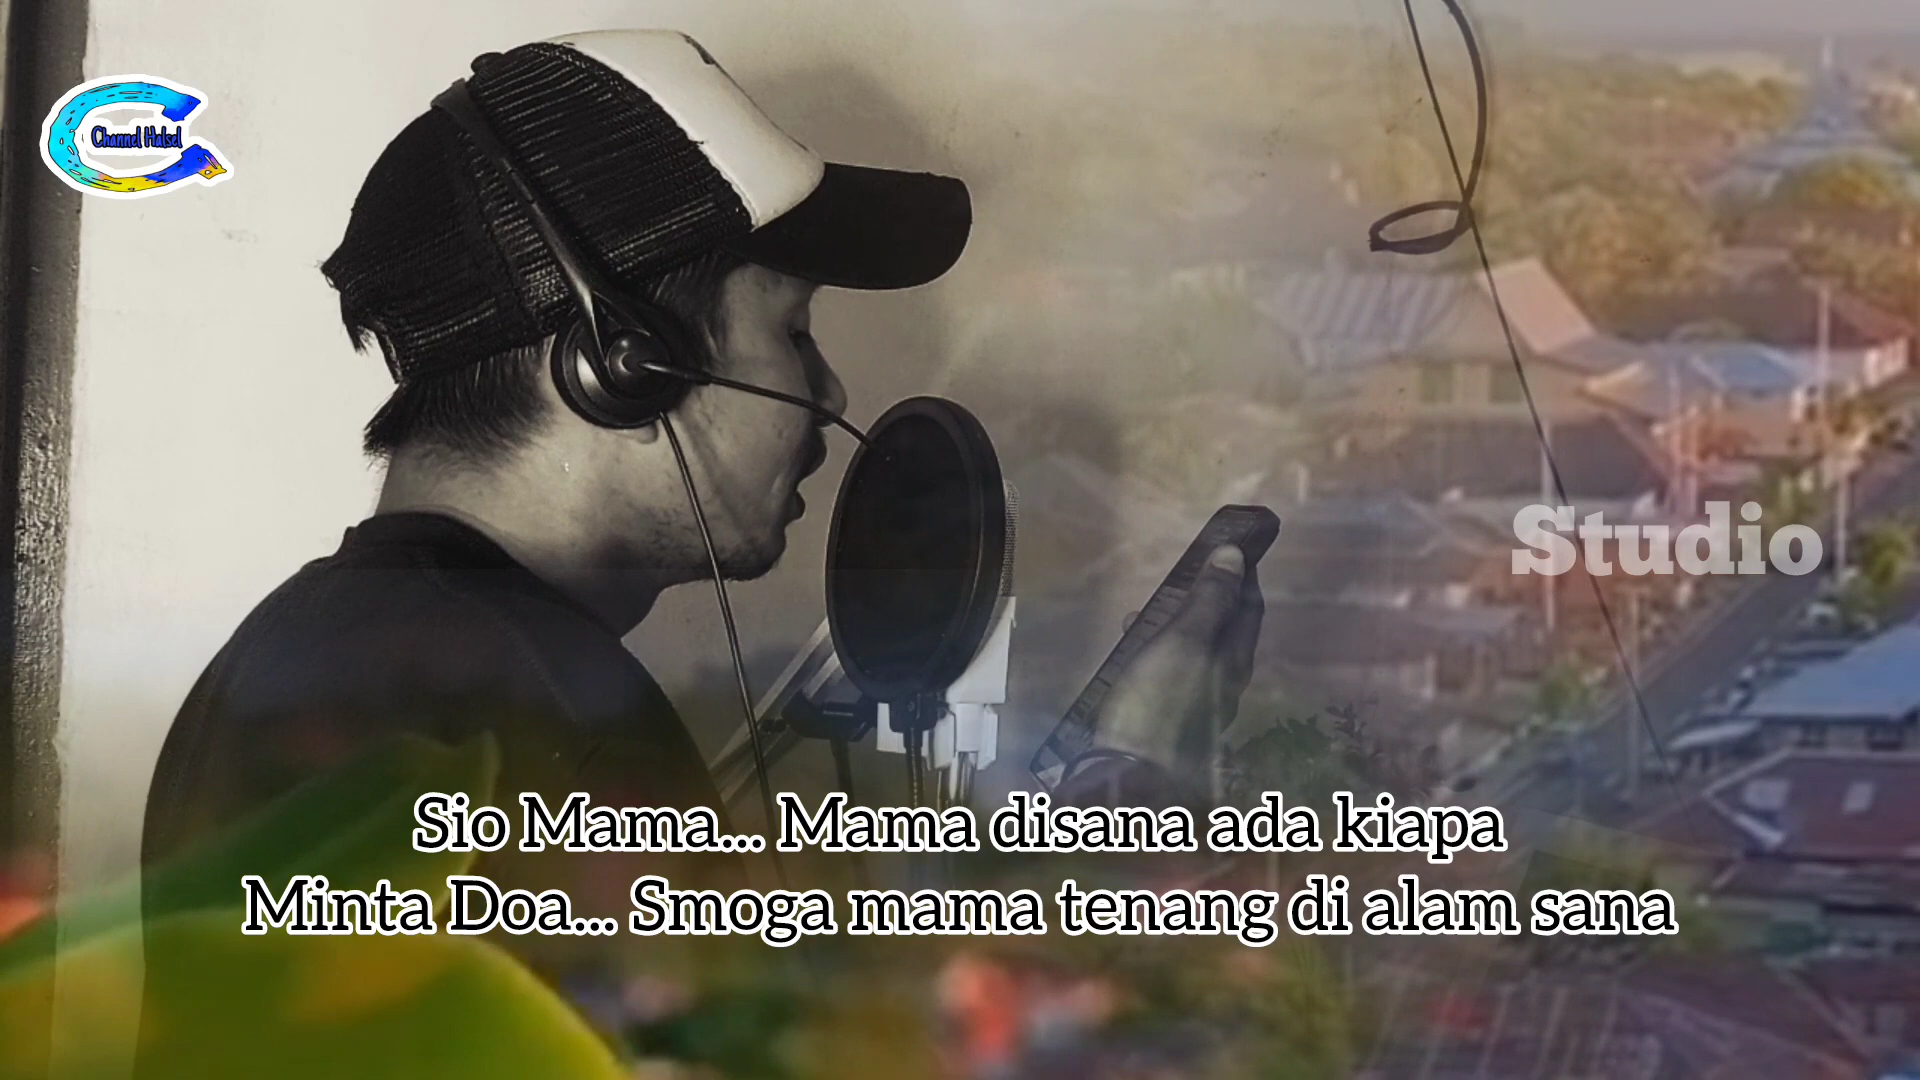 Channel Halsel
Studio
Sio Mama... Mama disana ada kiapa
Minta Doa... Smoga mama tenang di alam sana